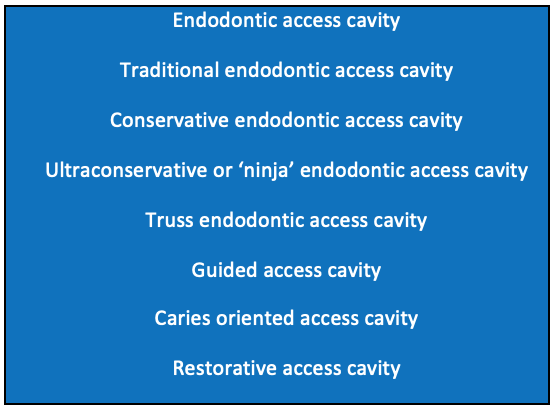 Endodontic access cavity
Traditional endodontic access cavity
Conservative endodontic access cavity
Ultraconservative or ‘ninja’ endodontic access cavity
Truss endodontic access cavity
Guided access cavity
Caries oriented access cavity
Restorative access cavity